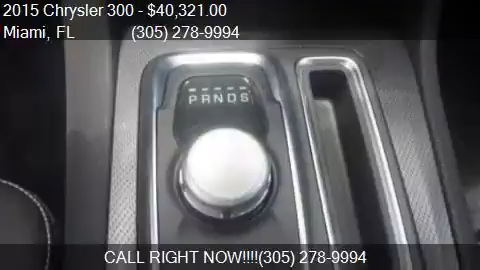 2015 Chrysler 300 - $40,321.00
Miami, FL (305) 278-9994
PRNDS
CALL RIGHT NOW!!!!(305) 278-9994